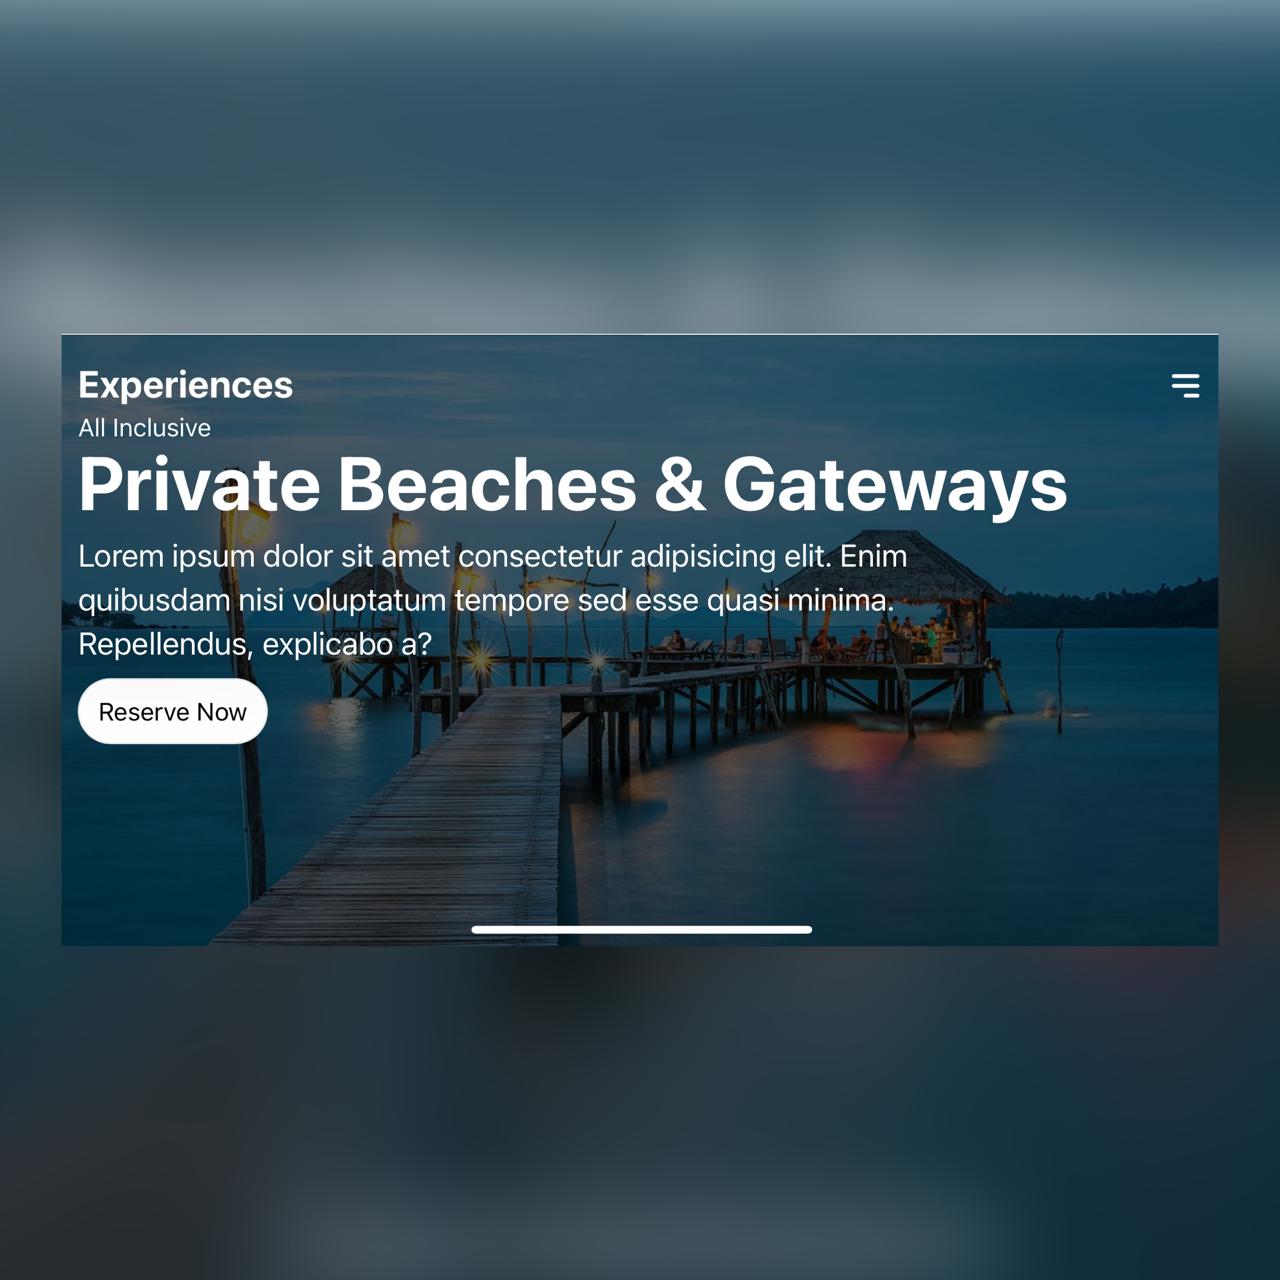 Experiences
All Inclusive
Private Beaches & Gateways
Lorem ipsum dolor sit amet consectetur adipisicing elit. Enim
quibusdam nisi voluptatum tempore sed esse quasi minima.
Repellendus, explicabo a?
Reserve Now